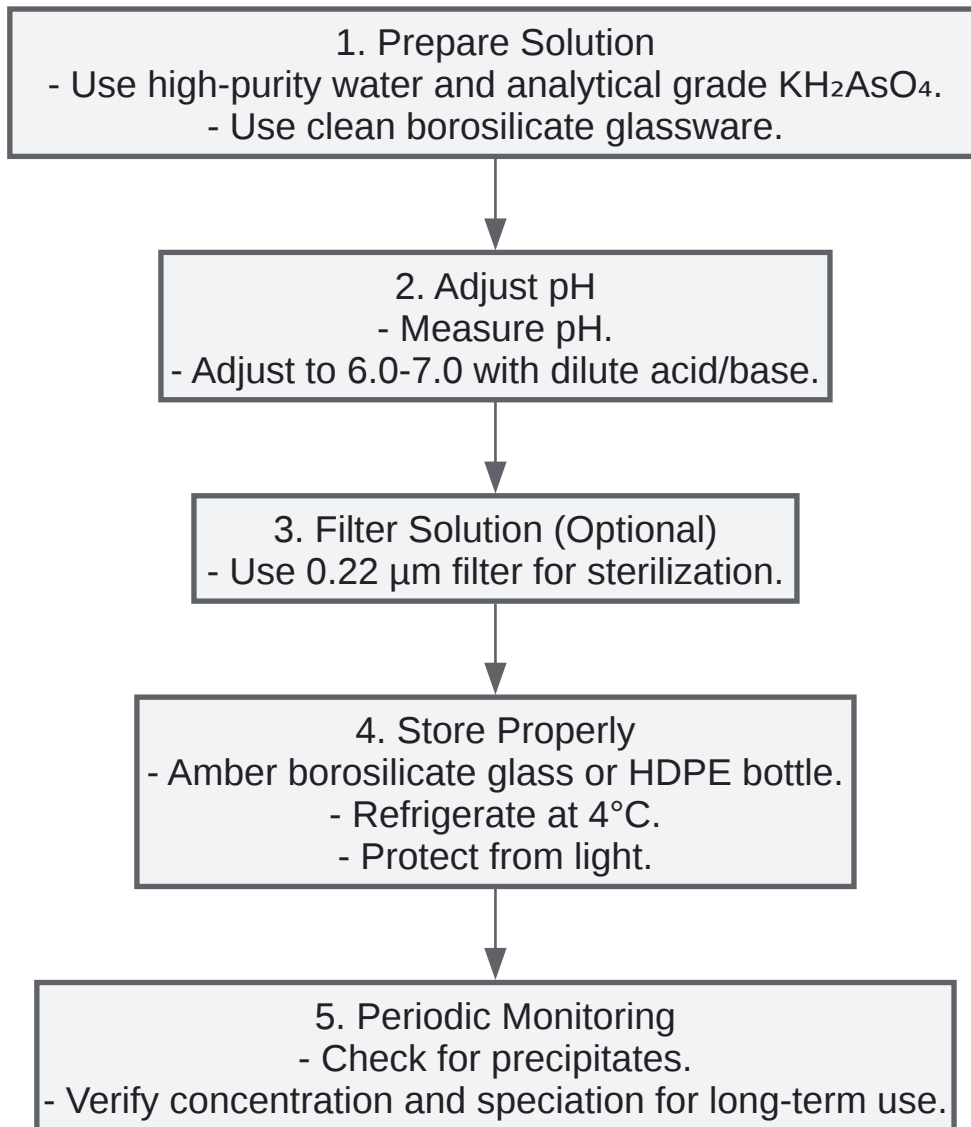 1. Prepare Solution
- Use high-purity water and analytical grade KH₂AsO₄.
- Use clean borosilicate glassware.
2. Adjust pH
- Measure pH.
- Adjust to 6.0-7.0 with dilute acid/base.
3. Filter Solution (Optional)
- Use 0.22 µm filter for sterilization.
4. Store Properly
- Amber borosilicate glass or HDPE bottle.
- Refrigerate at 4°C.
- Protect from light.
5. Periodic Monitoring
- Check for precipitates.
- Verify concentration and speciation for long-term use.